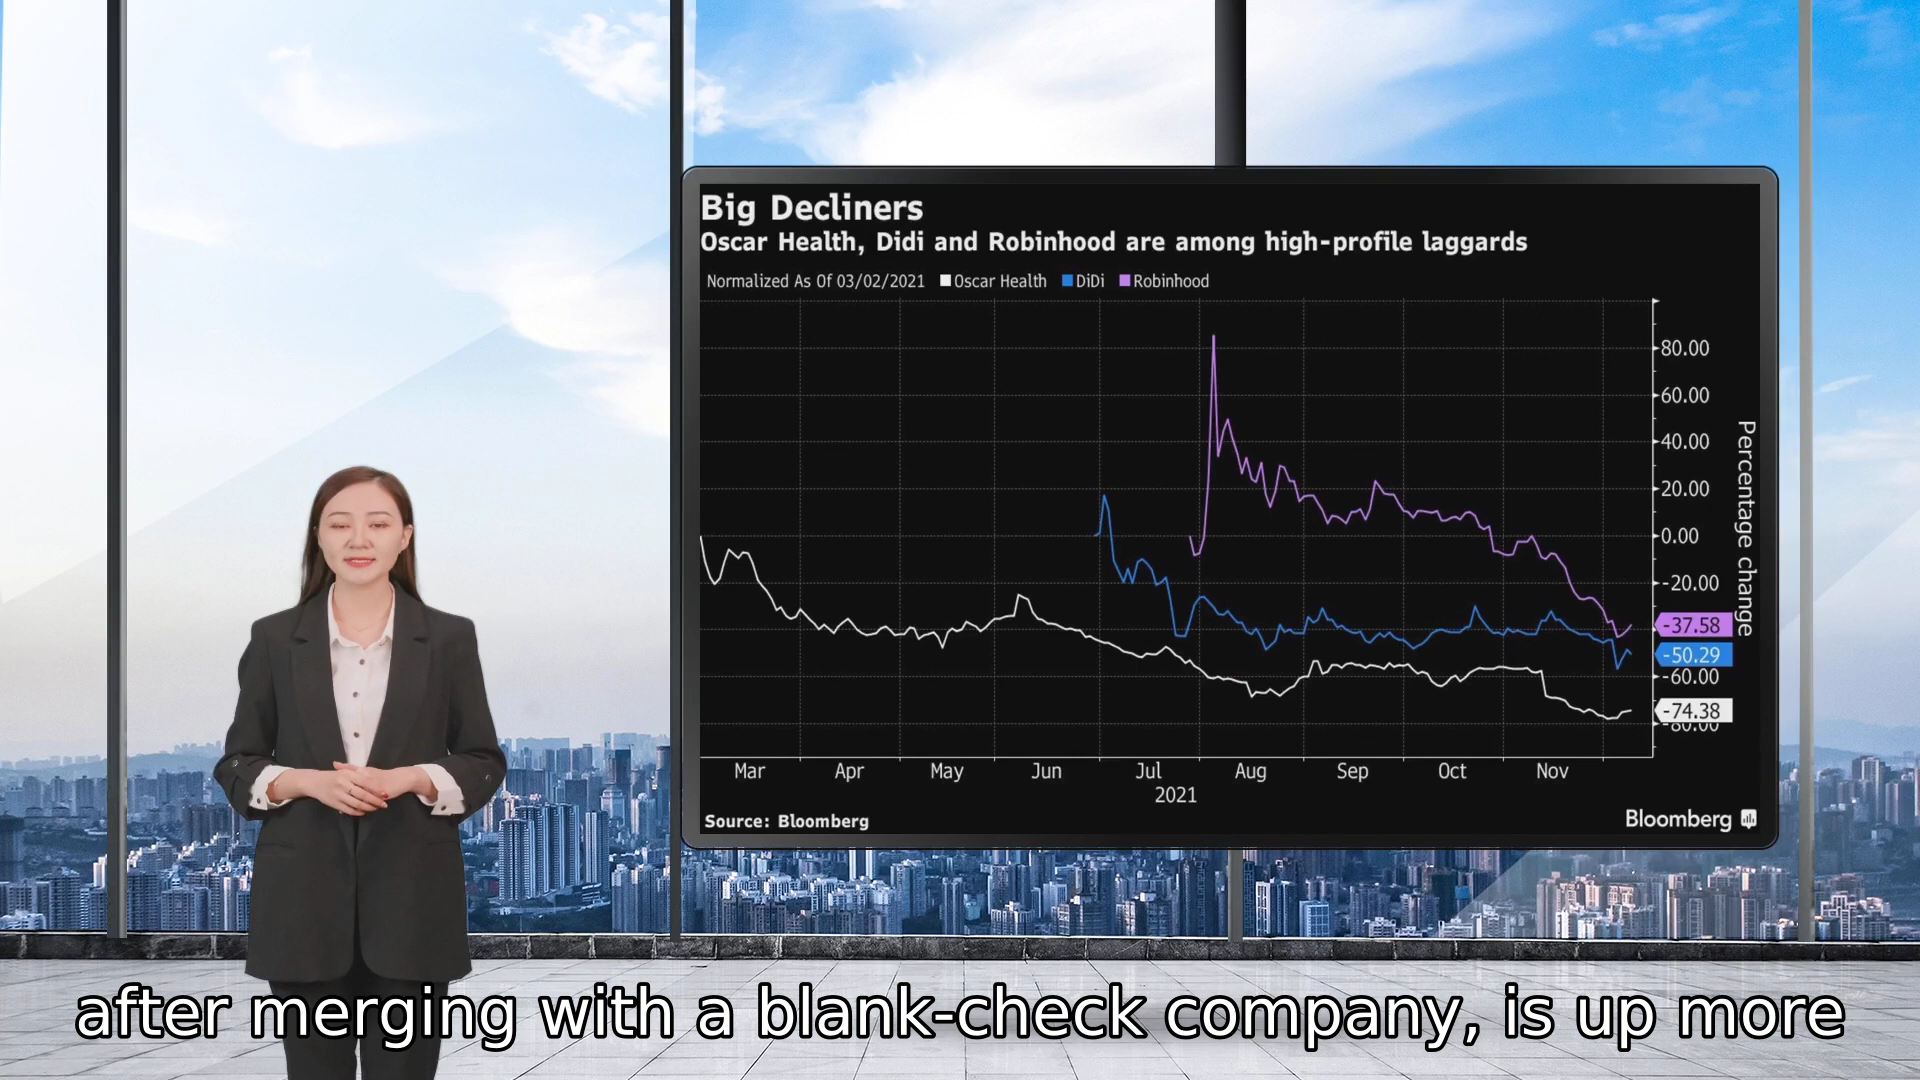 Big Decliners
Oscar Health, Didi and Robinhood are among high-profile laggards
Normalized As Of 03/02/2021 Oscar Health DiDi Robinhood
80.00
60.00
40.00
20.00
0.00
-20.00
-37.58
-50.29
-60.00
-74.38
-80.00
Percentage change
Mar Apr May Jun Jul Aug Sep Oct Nov
2021
Source: Bloomberg
Bloomberg
after merging with a blank-check company, is up more